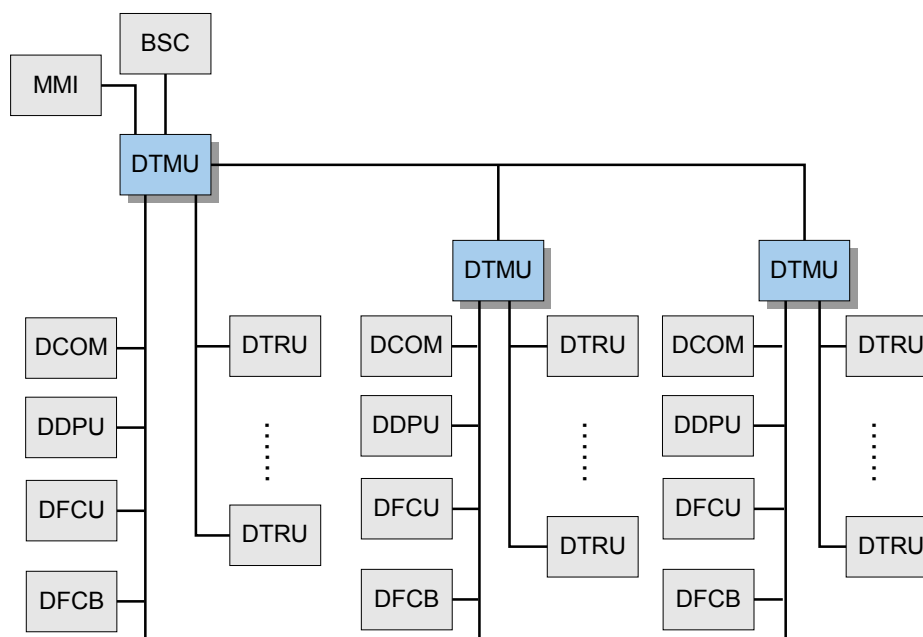 BSC
MMI
DTMU
DTMU
DTMU
DCOM
DTRU
DCOM
DTRU
DCOM
DTRU
DDPU
DDPU
DDPU
DFCU
DFCU
DFCU
DTRU
DTRU
DTRU
DFCB
DFCB
DFCB